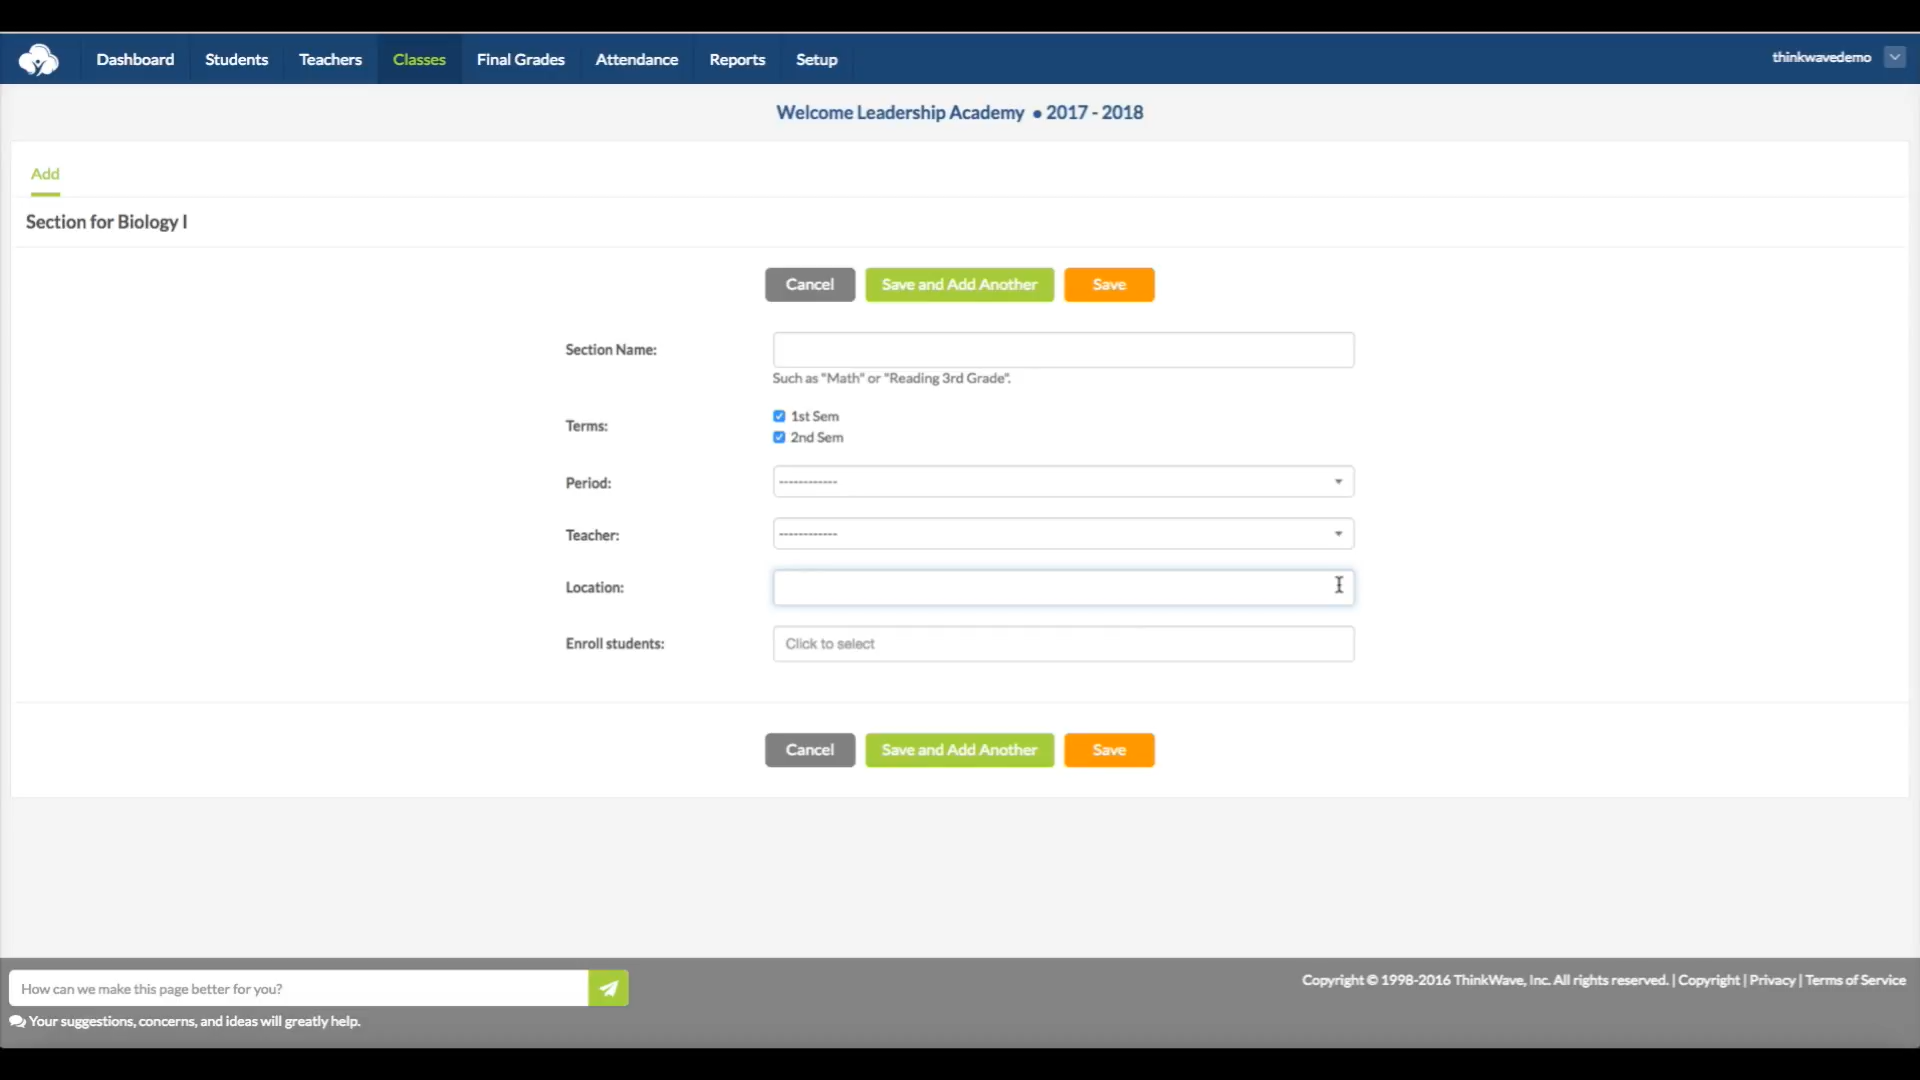 Dashboard Students Teachers Classes Final Grades Attendance Reports Setup thinkwavedemo
Welcome Leadership Academy • 2017 - 2018
Add
Section for Biology I
Cancel Save and Add Another Save
Section Name:
Such as "Math" or "Reading 3rd Grade".
Terms:
1st Sem
2nd Sem
Period: ------------
Teacher: ------------
Location:
Enroll students: Click to select
Cancel Save and Add Another Save
How can we make this page better for you?
Your suggestions, concerns, and ideas will greatly help.
Copyright © 1998-2016 ThinkWave, Inc. All rights reserved. | Copyright | Privacy | Terms of Service